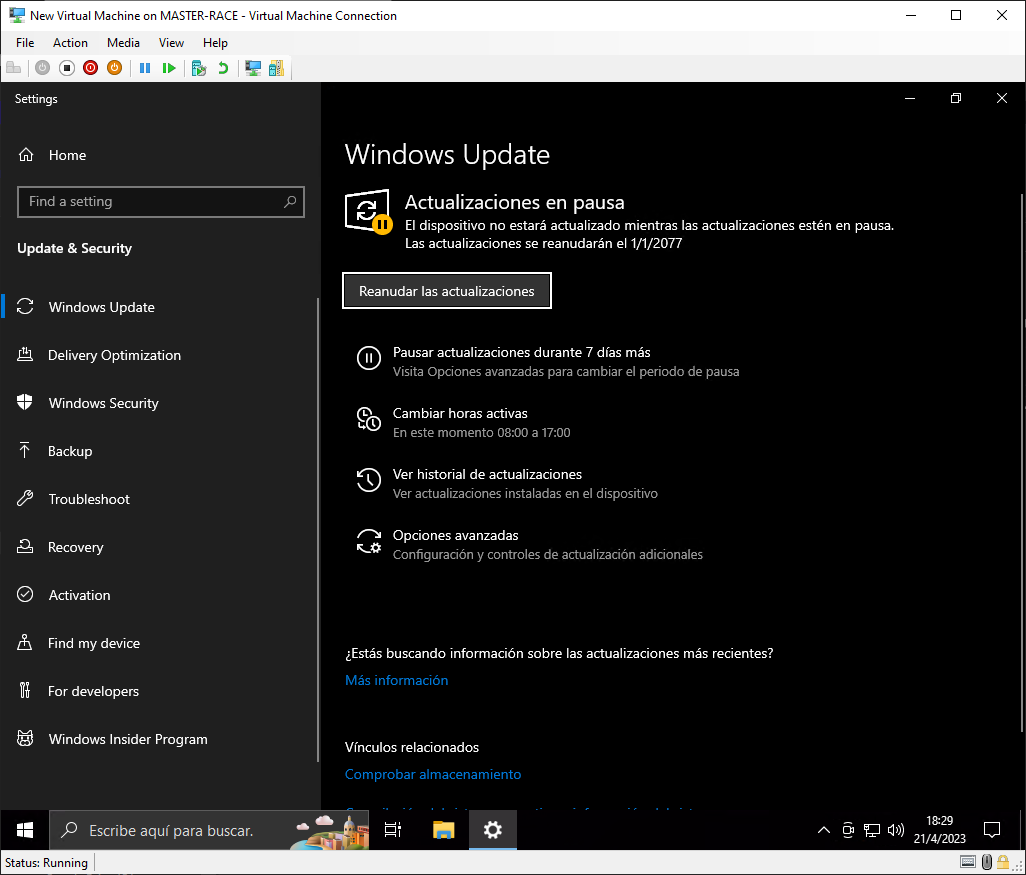 New Virtual Machine on MASTER-RACE - Virtual Machine Connection
File Action Media View Help
Settings
Home
Find a setting
Update & Security
Windows Update
Delivery Optimization
Windows Security
Backup
Troubleshoot
Recovery
Activation
Find my device
For developers
Windows Insider Program
Windows Update
Actualizaciones en pausa
El dispositivo no estará actualizado mientras las actualizaciones estén en pausa.
Las actualizaciones se reanudarán el 1/1/2077
Reanudar las actualizaciones
Pausar actualizaciones durante 7 días más
Visita Opciones avanzadas para cambiar el periodo de pausa
Cambiar horas activas
En este momento 08:00 a 17:00
Ver historial de actualizaciones
Ver actualizaciones instaladas en el dispositivo
Opciones avanzadas
Configuración y controles de actualización adicionales
¿Estás buscando información sobre las actualizaciones más recientes?
Más información
Vínculos relacionados
Comprobar almacenamiento
Escribe aquí para buscar.
18:29
21/4/2023
Status: Running